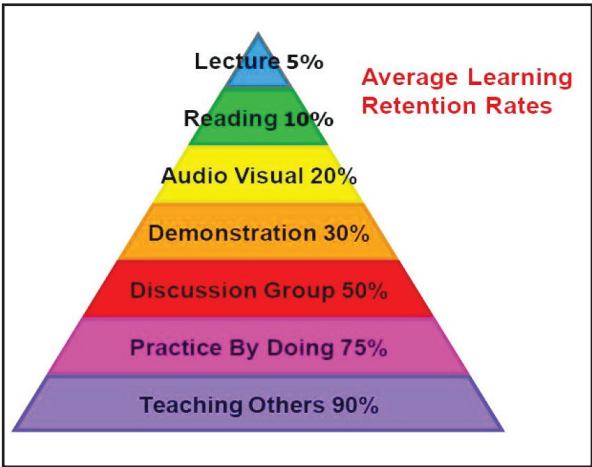 Lecture 5%
Average Learning
Retention Rates
Reading 10%
Audio Visual 20%
Demonstration 30%
Discussion Group 50%
Practice By Doing 75%
Teaching Others 90%